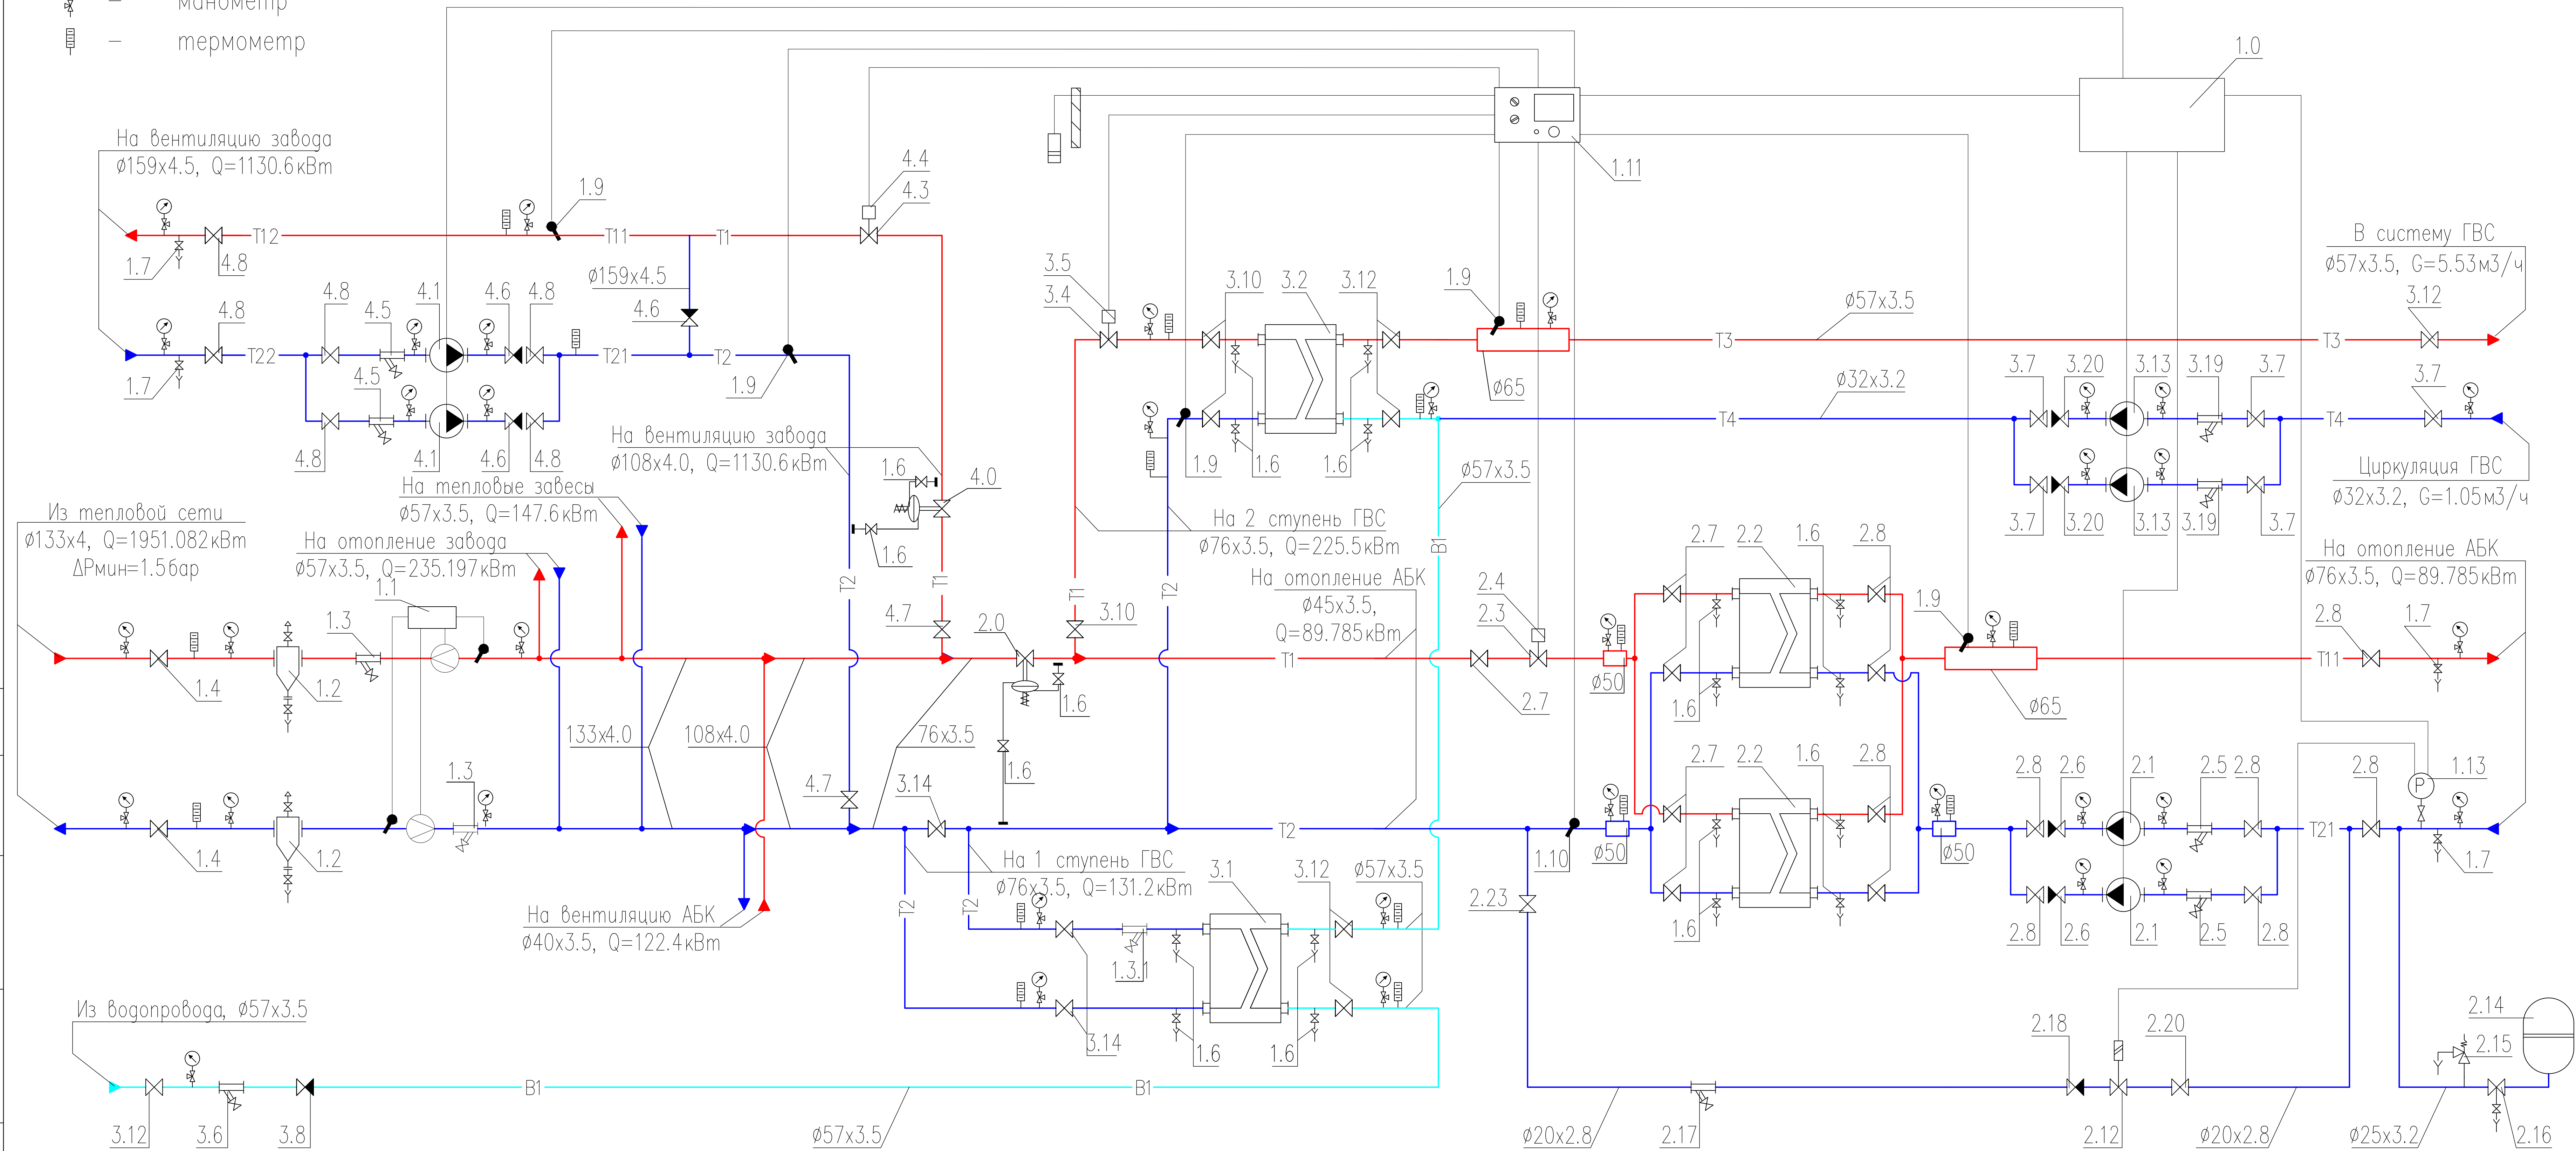 — манометр
— термометр
1.0
1.11
На вентиляцию завода
ø159x4.5, Q=1130.6кВт
1.9
4.4
4.3
Т12
Т11
Т1
1.7
4.8
ø159x4.5
4.6
4.8
4.8
4.5
4.1
4.6
4.8
Т22
Т21
Т2
1.7
4.5
1.9
4.8
4.1
4.6
4.8
3.5
3.4
3.10
3.2
3.12
1.9
ø57x3.5
В систему ГВС
ø57x3.5, G=5.53м3/ч
3.12
Т3
Т3
ø65
ø32x3.2
3.7
3.20
3.13
3.19
3.7
3.7
Т4
Т4
1.9
1.6
1.6
ø57x3.5
3.7
3.20
3.13
3.19
3.7
Циркуляция ГВС
ø32x3.2, G=1.05м3/ч
На вентиляцию завода
ø108x4.0, Q=1130.6кВт
1.6
4.0
1.6
На тепловые завесы
ø57x3.5, Q=147.6кВт
Из тепловой сети
ø133x4, Q=1951.082кВт
ΔРмин=1.5бар
На отопление завода
ø57x3.5, Q=235.197кВт
1.1
На 2 ступень ГВС
ø76x3.5, Q=225.5кВт
В1
Т2
Т1
Т1
Т2
На отопление АБК
ø45x3.5,
Q=89.785кВт
2.4
2.3
2.7
2.2
1.6
2.8
1.9
На отопление АБК
ø76x3.5, Q=89.785кВт
2.8
1.7
1.3
4.7
2.0
3.10
Т1
Т11
1.4
1.2
1.6
2.7
ø50
1.6
ø65
133x4.0
108x4.0
76x3.5
1.6
1.3
4.7
3.14
2.7
2.2
1.6
2.8
2.8
2.6
2.1
2.5
2.8
2.8
1.13
Р
Т2
Т21
1.4
1.2
1.10
ø50
ø50
1.7
На 1 ступень ГВС
ø76x3.5, Q=131.2кВт
3.1
3.12
ø57x3.5
2.23
Т2
Т2
На вентиляцию АБК
ø40x3.5, Q=122.4кВт
1.6
2.8
2.6
2.1
2.5
2.8
1.3.1
3.14
1.6
1.6
Из водопровода, ø57x3.5
2.18
2.20
2.14
2.15
В1
В1
3.12
3.6
3.8
ø57x3.5
ø20x2.8
2.17
2.12
ø20x2.8
ø25x3.2
2.16